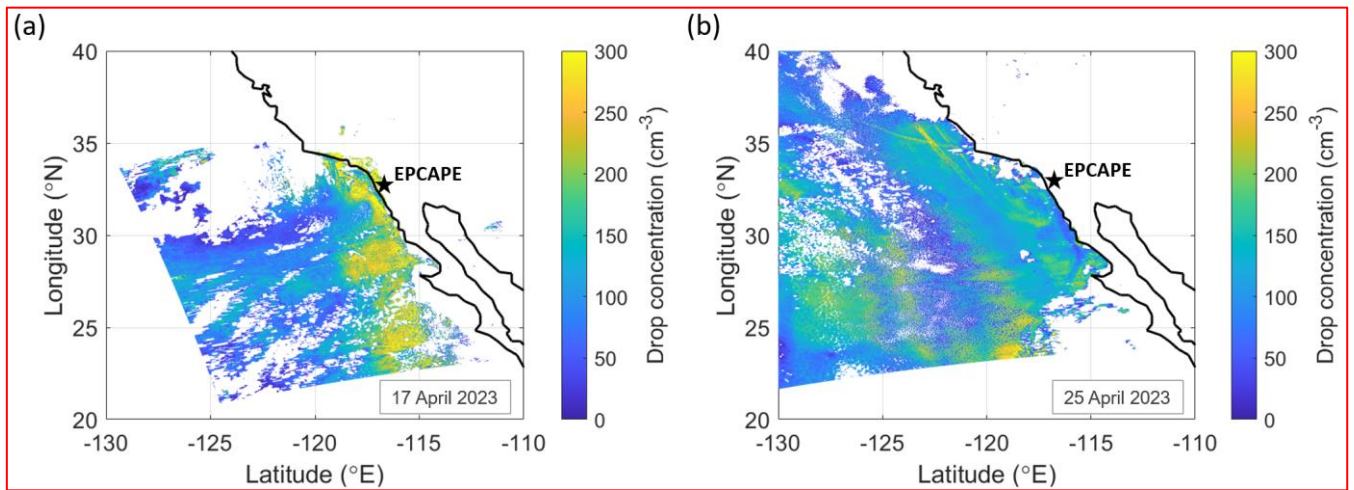 (a)
40
35
30
25
20
Longitude (°N)
-130 -125 -120 -115 -110
Latitude (°E)
EPCAPE
17 April 2023
300
250
200
150
100
50
0
Drop concentration (cm-3)
(b)
40
35
30
25
20
Longitude (°N)
-130 -125 -120 -115 -110
Latitude (°E)
EPCAPE
25 April 2023
300
250
200
150
100
50
0
Drop concentration (cm-3)